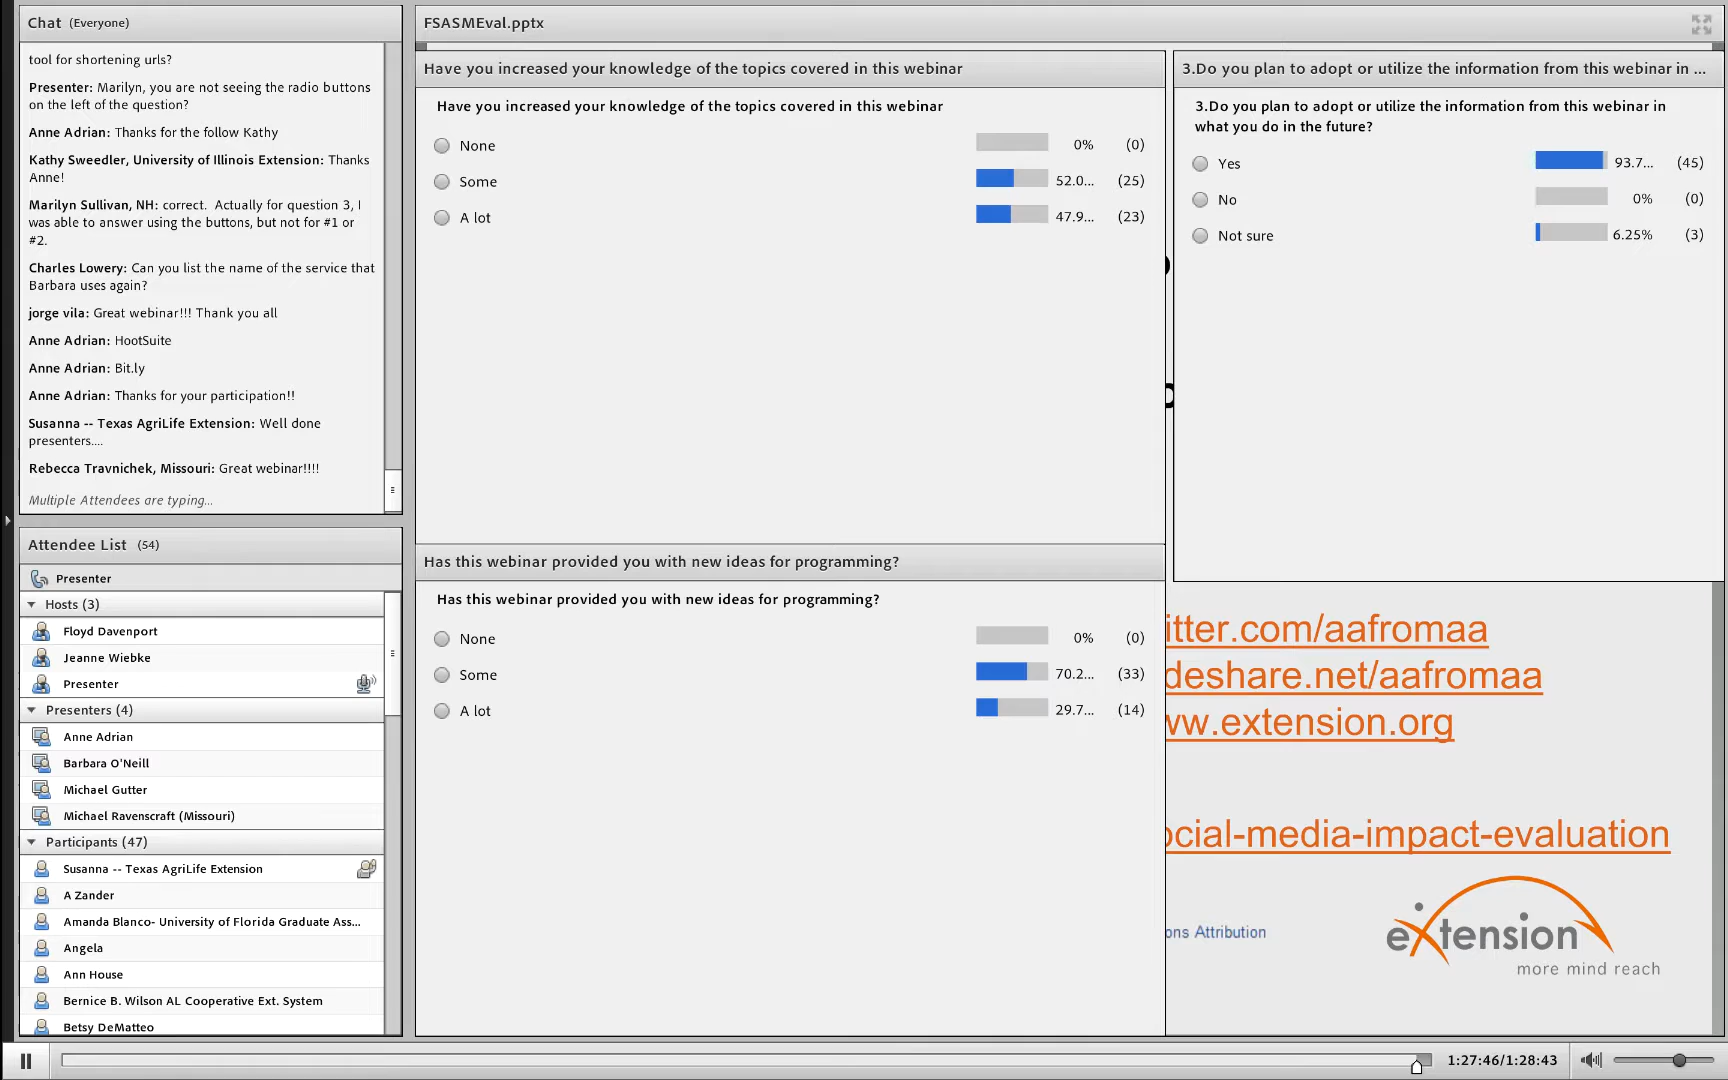 Chat (Everyone)
tool for shortening urls?
Presenter: Marilyn, you are not seeing the radio buttons
on the left of the question?
Anne Adrian: Thanks for the follow Kathy
Kathy Sweedler, University of Illinois Extension: Thanks
Anne!
Marilyn Sullivan, NH: correct. Actually for question 3, I
was able to answer using the buttons, but not for #1 or
#2.
Charles Lowery: Can you list the name of the service that
Barbara uses again?
jorge vila: Great webinar!!! Thank you all
Anne Adrian: HootSuite
Anne Adrian: Bit.ly
Anne Adrian: Thanks for your participation!!
Susanna -- Texas AgriLife Extension: Well done
presenters....
Rebecca Travnichek, Missouri: Great webinar!!!!
Multiple Attendees are typing...
Attendee List (54)
Presenter
Hosts (3)
Floyd Davenport
Jeanne Wiebke
Presenter
Presenters (4)
Anne Adrian
Barbara O'Neill
Michael Gutter
Michael Ravenscraft (Missouri)
Participants (47)
Susanna -- Texas AgriLife Extension
A Zander
Amanda Blanco- University of Florida Graduate Ass...
Angela
Ann House
Bernice B. Wilson AL Cooperative Ext. System
Betsy DeMatteo
FSASMEval.pptx
Have you increased your knowledge of the topics covered in this webinar
Have you increased your knowledge of the topics covered in this webinar
None 0% (0)
Some 52.0... (25)
A lot 47.9... (23)
Has this webinar provided you with new ideas for programming?
Has this webinar provided you with new ideas for programming?
None 0% (0)
Some 70.2... (33)
A lot 29.7... (14)
3.Do you plan to adopt or utilize the information from this webinar in ...
3.Do you plan to adopt or utilize the information from this webinar in
what you do in the future?
Yes 93.7... (45)
No 0% (0)
Not sure 6.25% (3)
itter.com/aafromaa
deshare.net/aafromaa
ww.extension.org
ocial-media-impact-evaluation
ons Attribution
eXtension
more mind reach
1:27:46/1:28:43